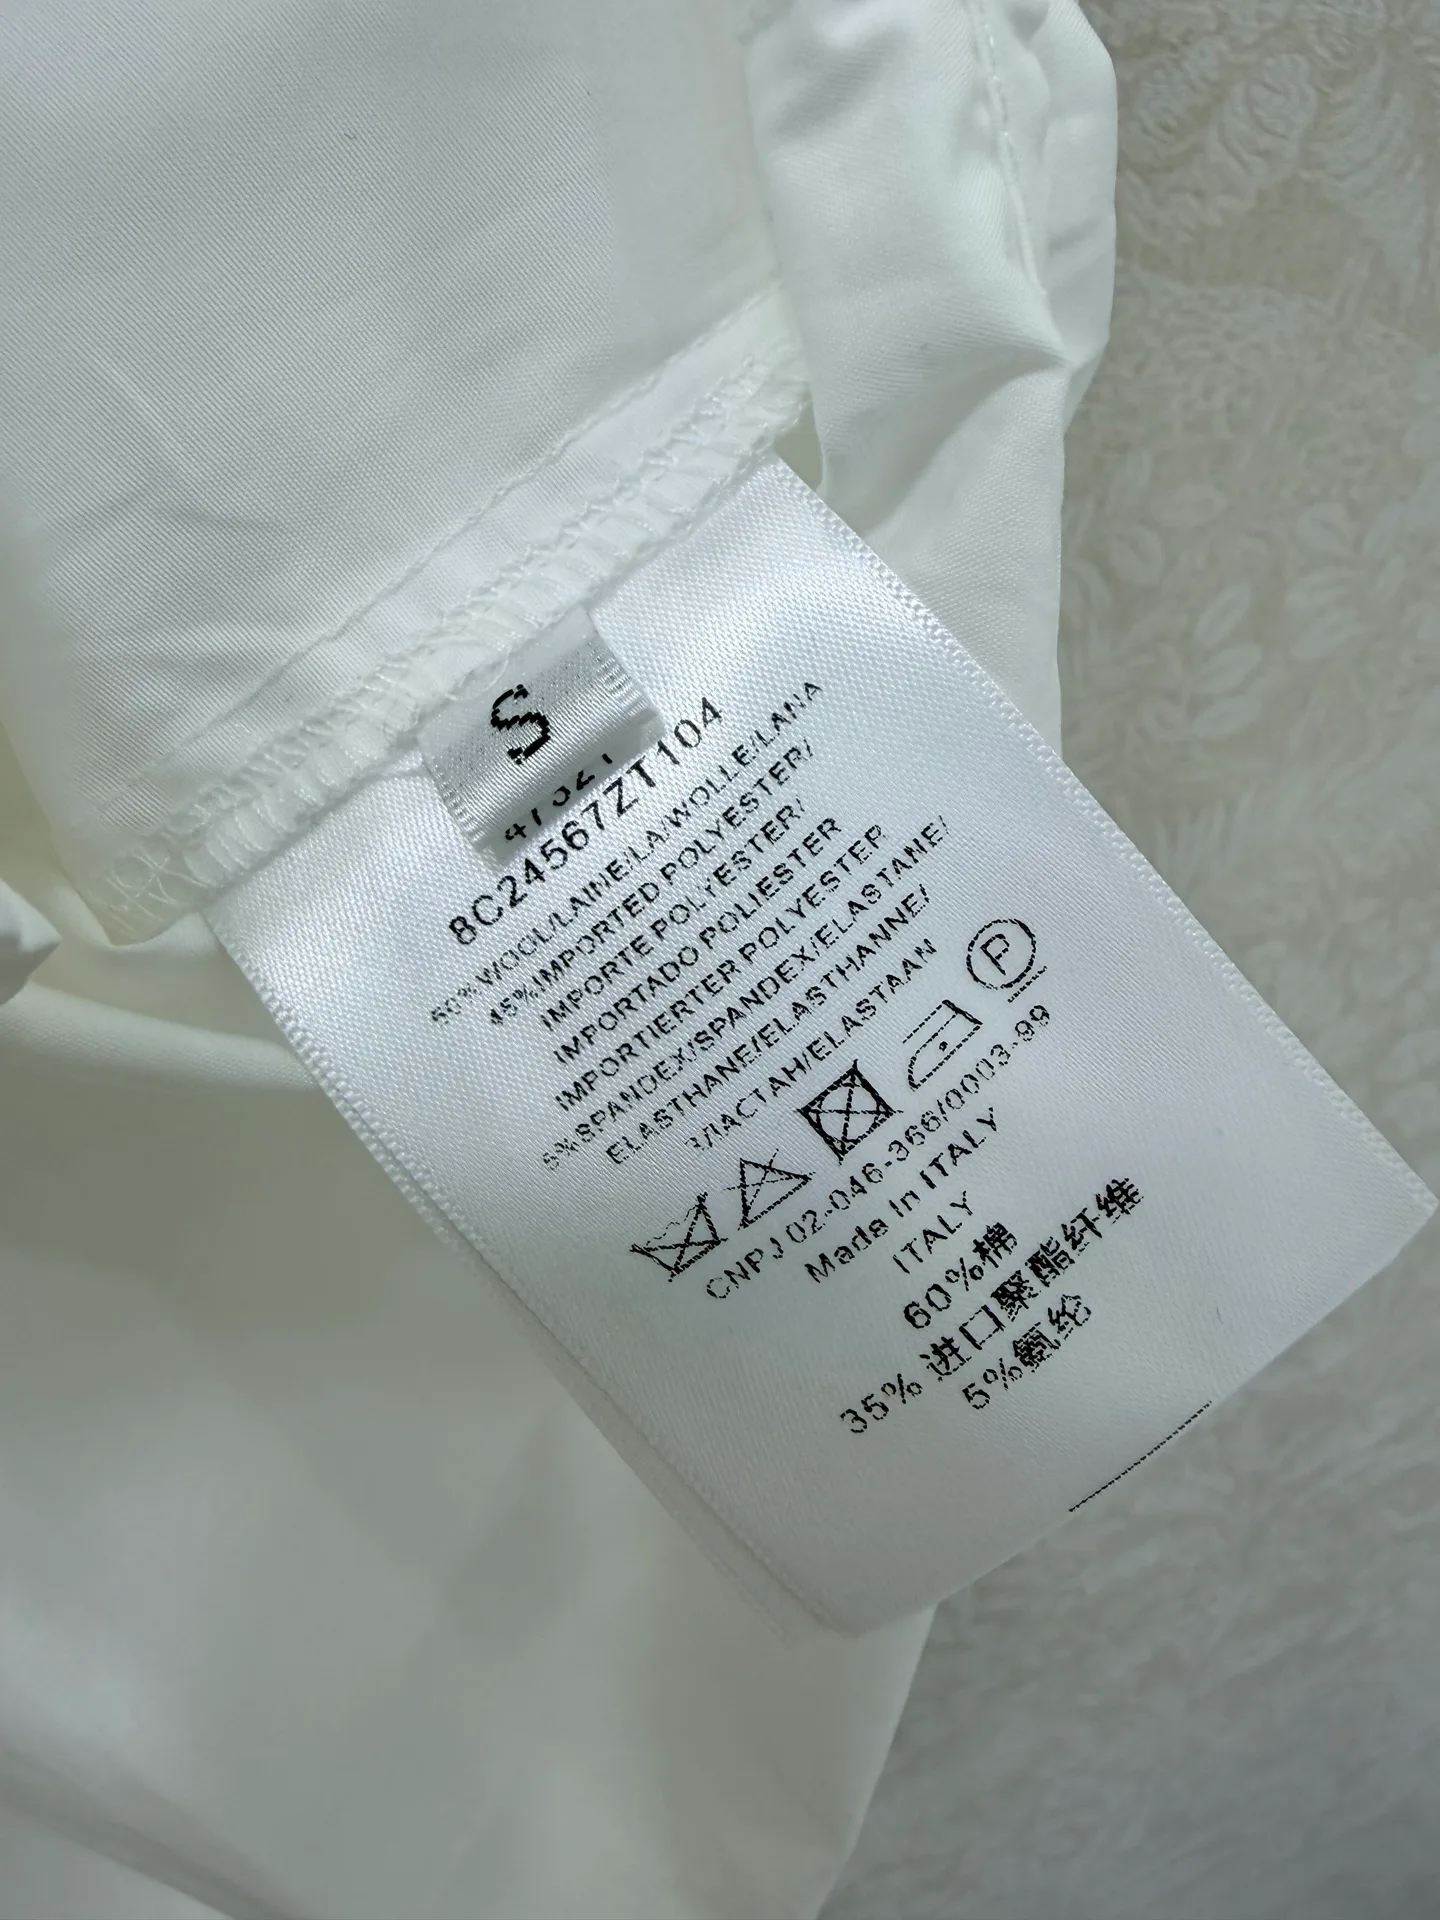 S
8C24567ZT104
50%WOOL/LAINE/LA/WOLLE/LANA
45%IMPORTED POLYESTER/
IMPORTE POLYESTER/
IMPORTADO POLIESTER
IMPORTIERTER POLYESTER
5%SPANDEX/SPANDEX/ELASTANE/
ELASTHANE/ELASTHANNE/
3/IACTAH/ELASTAAN
P
CNPJ 02-046-366/0003-99
Made In ITALY
ITALY
60%棉
35% 进口聚酯纤维
5%氨纶